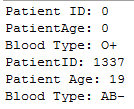 Patient ID: 0
PatientAge: 0
Blood Type: O+
PatientID: 1337
Patient Age: 19
Blood Type: AB-